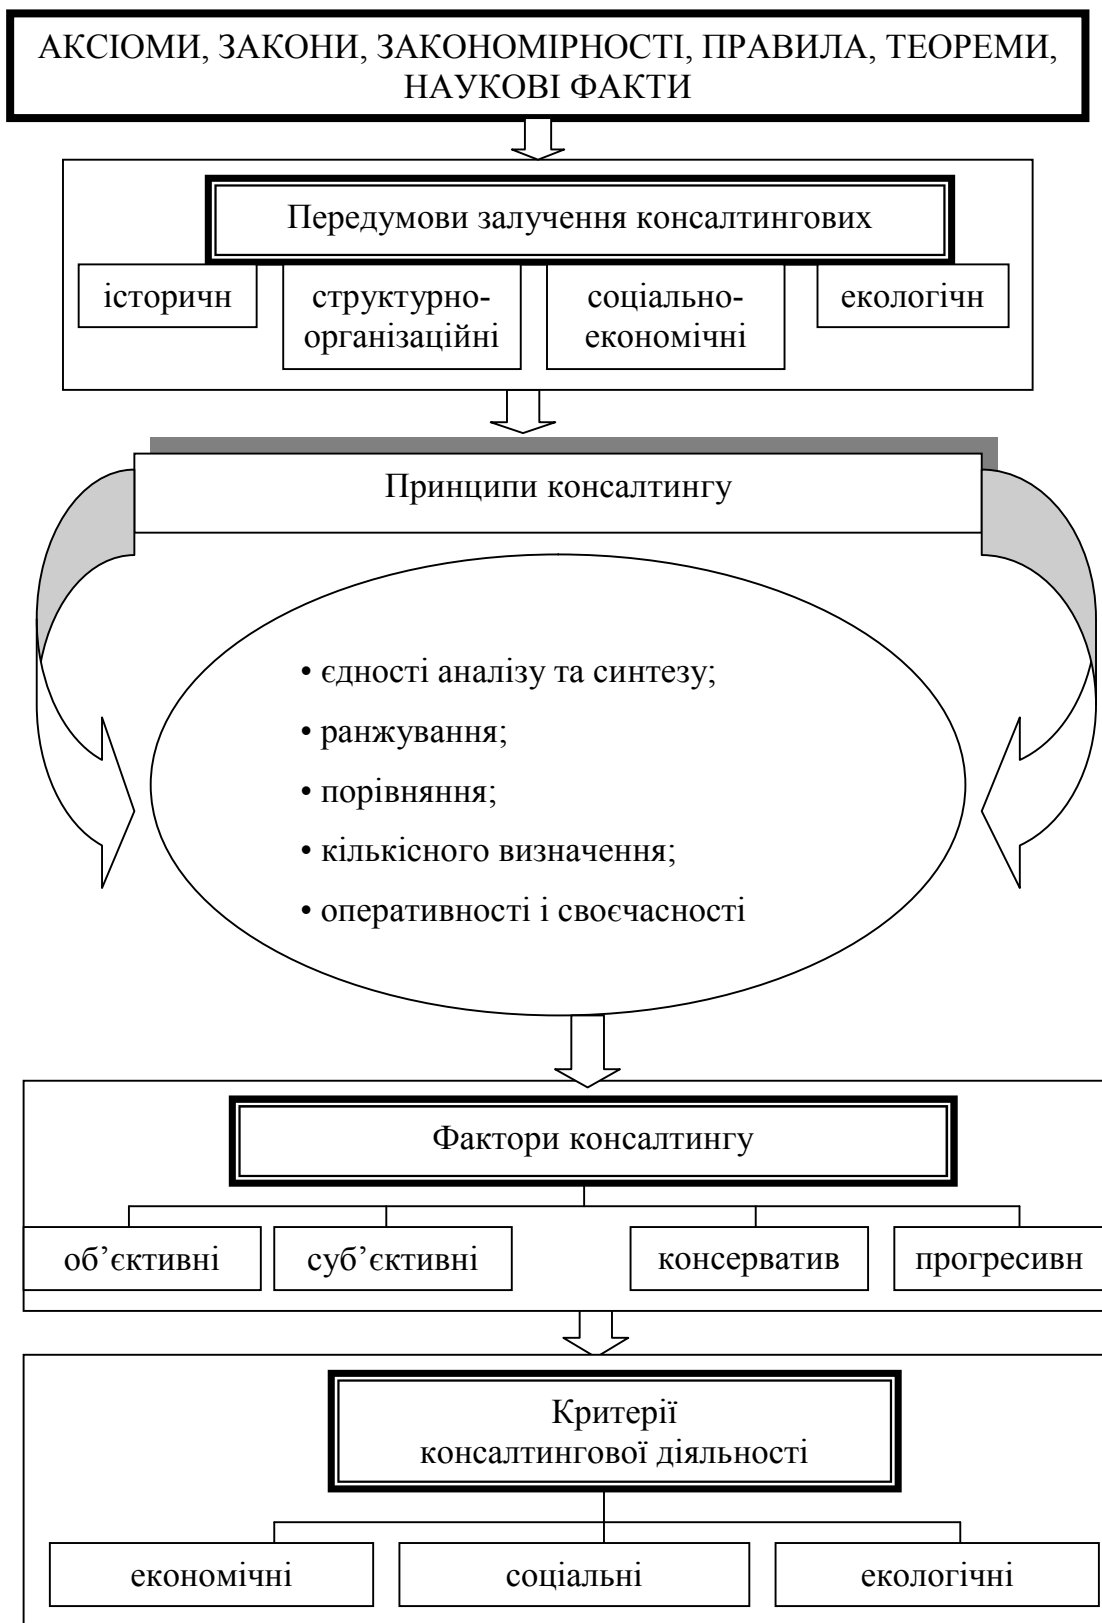 АКСІОМИ, ЗАКОНИ, ЗАКОНОМІРНОСТІ, ПРАВИЛА, ТЕОРЕМИ,
НАУКОВІ ФАКТИ
Передумови залучення консалтингових
історичн
структурно-
організаційні
соціально-
економічні
екологічн
Принципи консалтингу
• єдності аналізу та синтезу;
• ранжування;
• порівняння;
• кількісного визначення;
• оперативності і своєчасності
Фактори консалтингу
об’єктивні
суб’єктивні
консерватив
прогресивн
Критерії
консалтингової діяльності
економічні
соціальні
екологічні